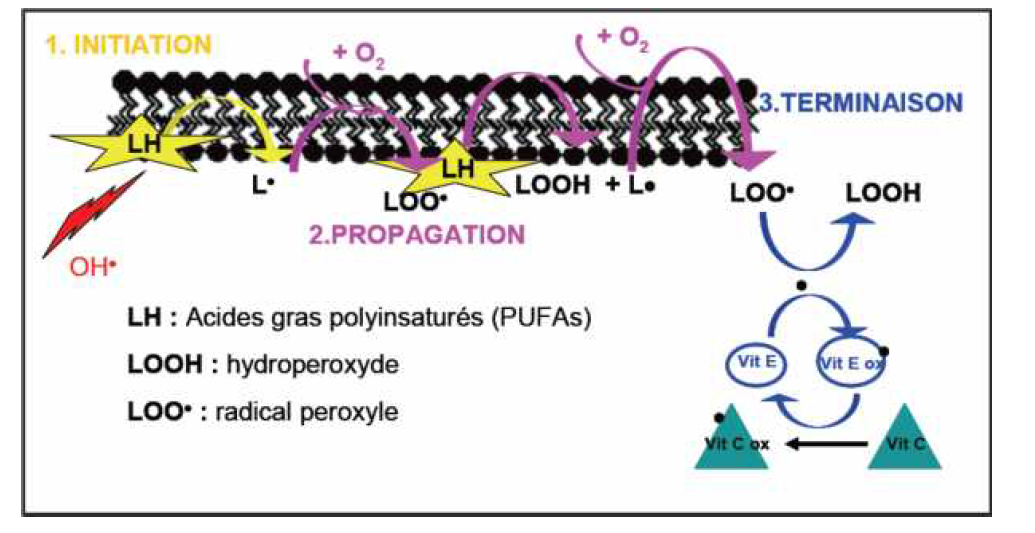 1. INITIATION
+ O2
+ O2
3.TERMINAISON
LH
L•
LOO•
LH
LOOH + L•
LOO•
LOOH
2.PROPAGATION
OH•
LH : Acides gras polyinsaturés (PUFAs)
LOOH : hydroperoxyde
LOO• : radical peroxyle
Vit E
Vit E ox
Vit C ox
Vit C